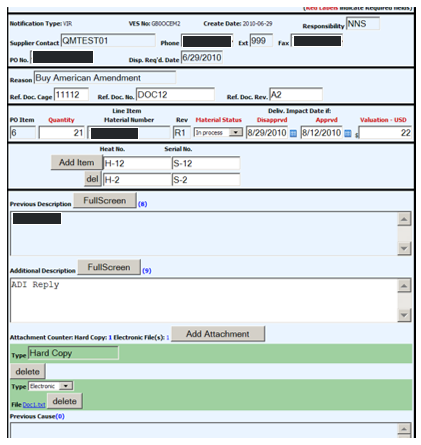 (Red Labels Indicate Required fields)
Notification Type: VIR VES No: GB0OCEM2 Create Date: 2010-06-29 Responsibility NNS
Supplier Contact QMTEST01 Phone Ext 999 Fax
PO No. Disp. Req'd. Date 6/29/2010
Reason Buy American Amendment
Ref. Doc. Cage 11112 Ref. Doc. No. DOC12 Ref. Doc. Rev. A2
Line Item Deliv. Impact Date if:
PO Item Quantity Material Number Rev Material Status Disapprvd Apprvd Valuation - USD
6 21 R1 In process 8/29/2010 8/12/2010 $ 22
Heat No. Serial No.
Add Item H-12 S-12
del H-2 S-2
Previous Description FullScreen (8)
Additional Description FullScreen (9)
ADI Reply
Attachment Counter: Hard Copy: 1 Electronic File(s): 1 Add Attachment
Type Hard Copy
delete
Type Electronic
File Doc1.txt delete
Previous Cause(0)